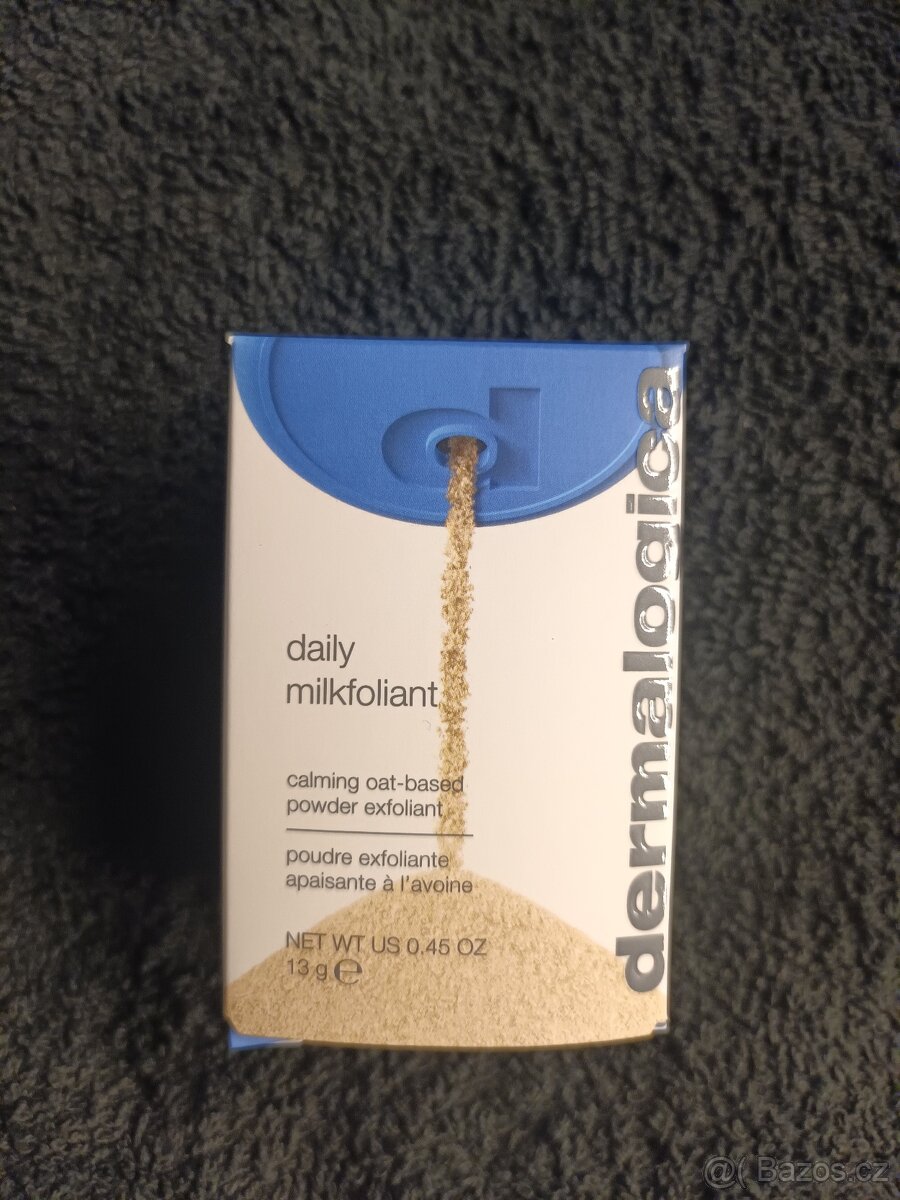 daily
milkfoliant
calming oat-based
powder exfoliant
poudre exfoliante
apaisante à l'avoine
NET WT US 0.45 OZ
13 g ℮
dermalogica
d
@( Bazos.cz